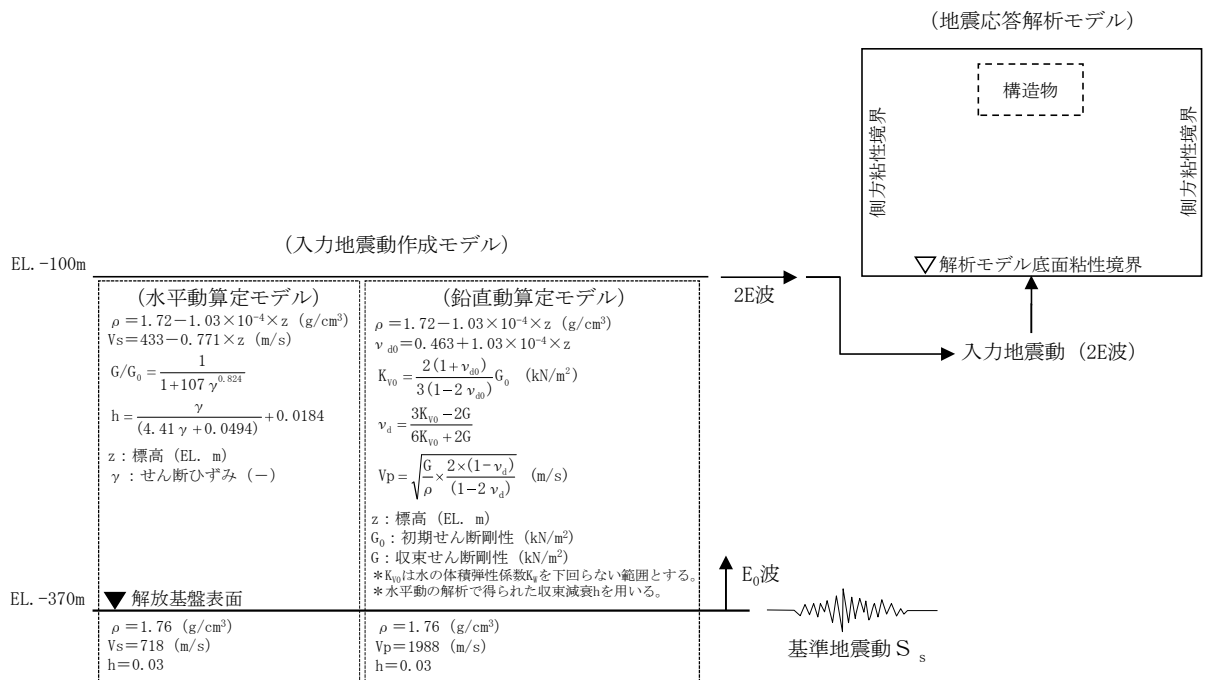 (地震応答解析モデル)
構造物
側方粘性境界
側方粘性境界
▽解析モデル底面粘性境界
(入力地震動作成モデル)
EL.-100m
2E波
入力地震動 (2E波)
(水平動算定モデル)
ρ=1.72-1.03×10⁻⁴×z (g/cm³)
Vs=433-0.771×z (m/s)
G/G₀=1/(1+107γ^0.824)
h=γ/(4.41γ+0.0494)+0.0184
z:標高 (EL. m)
γ:せん断ひずみ (-)
(鉛直動算定モデル)
ρ=1.72-1.03×10⁻⁴×z (g/cm³)
ν_d0=0.463+1.03×10⁻⁴×z
K_V0=2(1+ν_d0)/3(1-2ν_d0) G₀ (kN/m²)
ν_d=(3K_V0-2G)/(6K_V0+2G)
Vp=√(G/ρ×2×(1-ν_d)/(1-2ν_d)) (m/s)
z:標高 (EL. m)
G₀:初期せん断剛性 (kN/m²)
G:収束せん断剛性 (kN/m²)
*K_V0は水の体積弾性係数K_Wを下回らない範囲とする。
*水平動の解析で得られた収束減衰hを用いる。
E₀波
EL.-370m
▼解放基盤表面
ρ=1.76 (g/cm³)
Vs=718 (m/s)
h=0.03
ρ=1.76 (g/cm³)
Vp=1988 (m/s)
h=0.03
基準地震動Sₛ